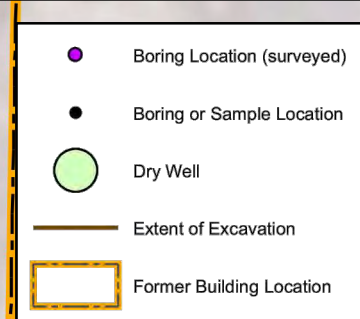 Boring Location (surveyed)
Boring or Sample Location
Dry Well
Extent of Excavation
Former Building Location